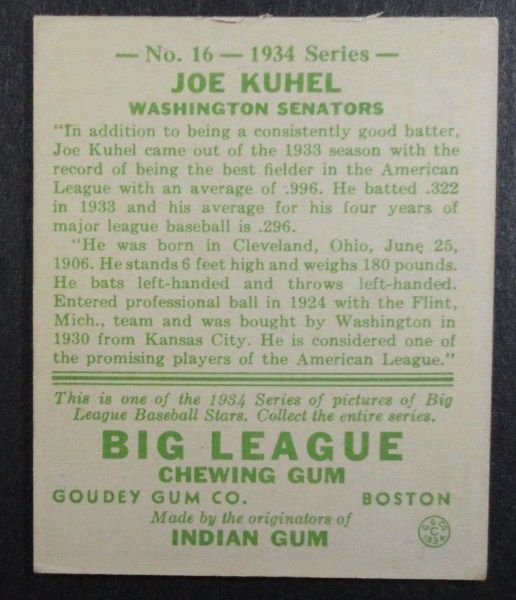 — No. 16 — 1934 Series —
JOE KUHEL
WASHINGTON SENATORS
"In addition to being a consistently good batter,
Joe Kuhel came out of the 1933 season with the
record of being the best fielder in the American
League with an average of .996. He batted .322
in 1933 and his average for his four years of
major league baseball is .296.
"He was born in Cleveland, Ohio, June 25,
1906. He stands 6 feet high and weighs 180 pounds.
He bats left-handed and throws left-handed.
Entered professional ball in 1924 with the Flint,
Mich., team and was bought by Washington in
1930 from Kansas City. He is considered one of
the promising players of the American League."
This is one of the 1934 Series of pictures of Big
League Baseball Stars. Collect the entire series.
BIG LEAGUE
CHEWING GUM
GOUDEY GUM CO. BOSTON
Made by the originators of
INDIAN GUM